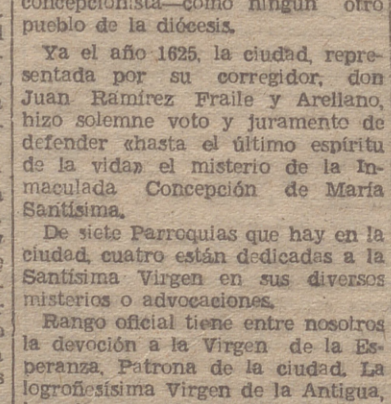 concepcionista—como ningún otro
pueblo de la diócesis.
Ya el año 1625, la ciudad, repre-
sentada por su corregidor, don
Juan Ramírez Fraile y Arellano,
hizo solemne voto y juramento de
defender «hasta el último espíritu
de la vida» el misterio de la In-
maculada Concepción de María
Santísima.
De siete Parroquias que hay en la
ciudad, cuatro están dedicadas a la
Santísima Virgen en sus diversos
misterios o advocaciones.
Rango oficial tiene entre nosotros
la devoción a la Virgen de la Es-
peranza, Patrona de la ciudad. La
logroñesísima Virgen de la Antigua,